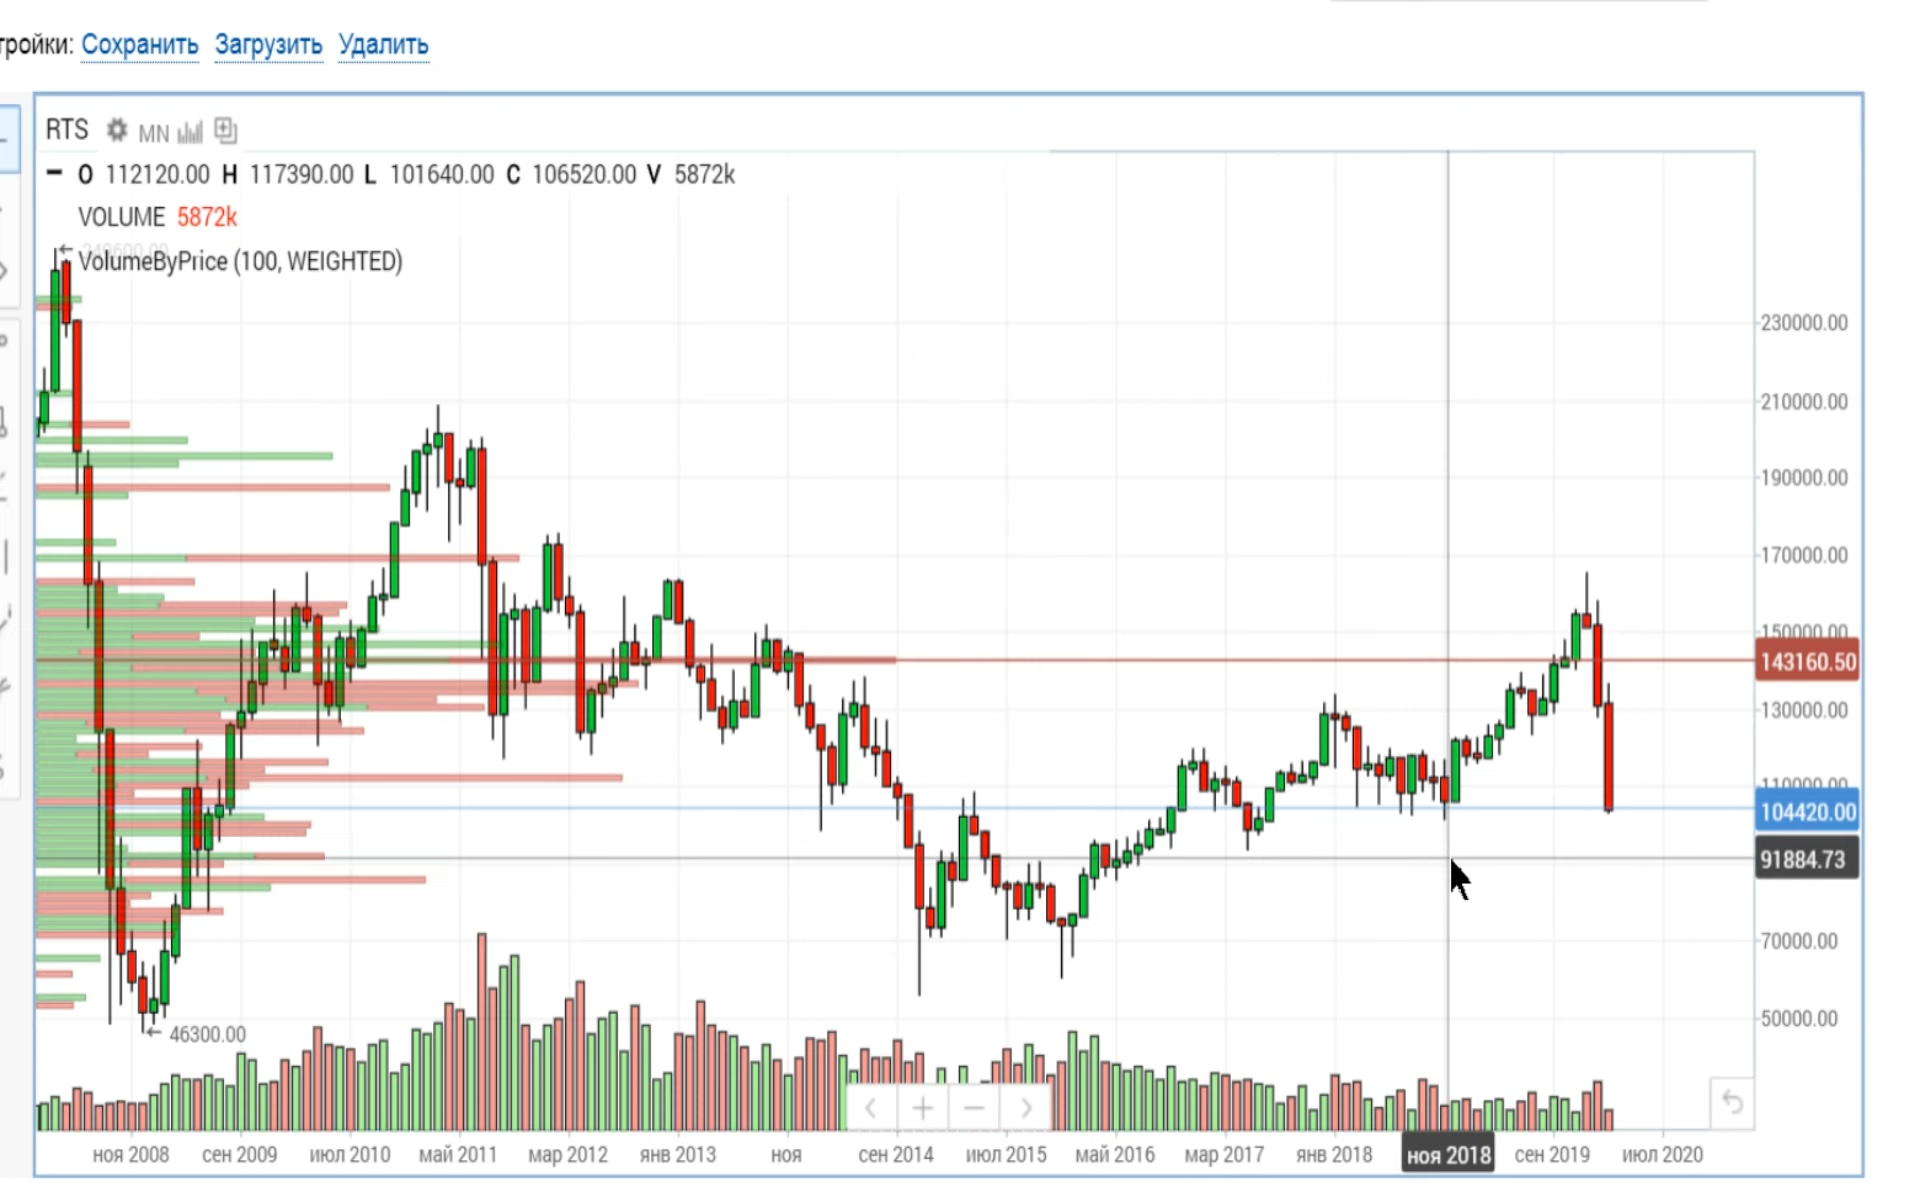 тройки: Сохранить Загрузить Удалить
RTS MN
O 112120.00 H 117390.00 L 101640.00 C 106520.00 V 5872k
VOLUME 5872k
VolumeByPrice (100, WEIGHTED)
230000.00
210000.00
190000.00
170000.00
150000.00
143160.50
130000.00
110000.00
104420.00
91884.73
70000.00
50000.00
46300.00
ноя 2008 сен 2009 июл 2010 май 2011 мар 2012 янв 2013 ноя сен 2014 июл 2015 май 2016 мар 2017 янв 2018 ноя 2018 сен 2019 июл 2020